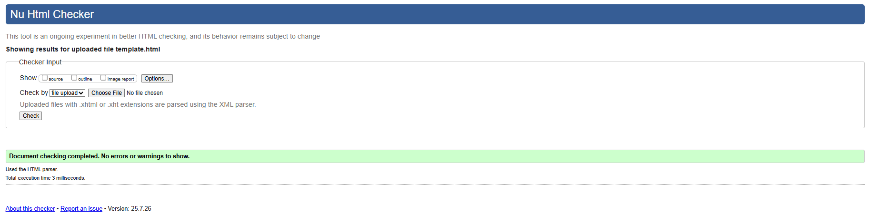 Nu Html Checker
This tool is an ongoing experiment in better HTML checking, and its behavior remains subject to change
Showing results for uploaded file template.html
Checker Input
Show source outline image report Options...
Check by file upload Choose File No file chosen
Uploaded files with .xhtml or .xht extensions are parsed using the XML parser.
Check
Document checking completed. No errors or warnings to show.
Used the HTML parser.
Total execution time 3 milliseconds.
About this checker • Report an issue • Version: 25.7.26